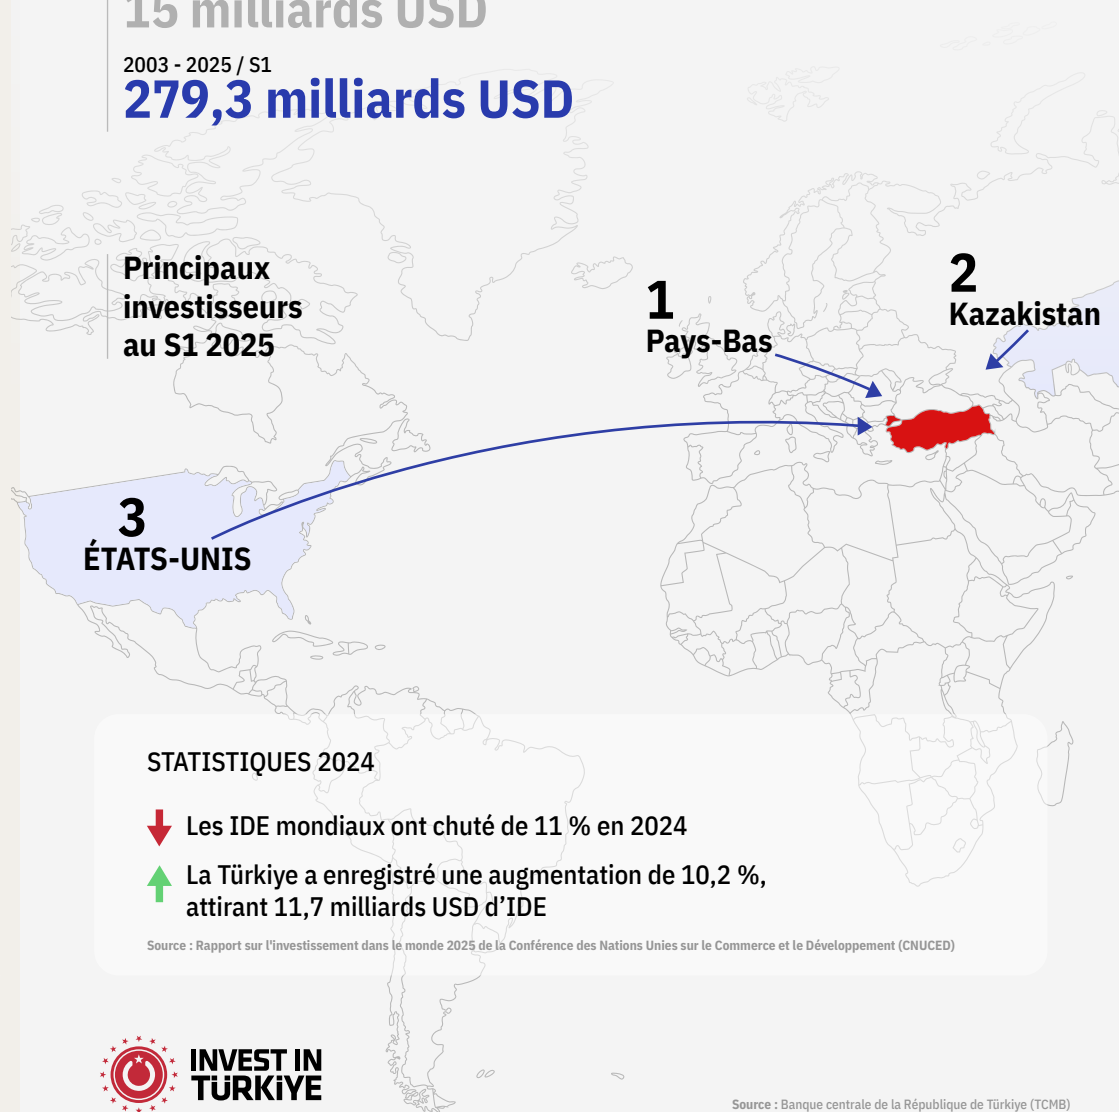 15 milliards USD
2003 - 2025 / S1
279,3 milliards USD
Principaux
investisseurs
au S1 2025
1
Pays-Bas
2
Kazakistan
3
ÉTATS-UNIS
STATISTIQUES 2024
Les IDE mondiaux ont chuté de 11 % en 2024
La Türkiye a enregistré une augmentation de 10,2 %,
attirant 11,7 milliards USD d’IDE
Source : Rapport sur l'investissement dans le monde 2025 de la Conférence des Nations Unies sur le Commerce et le Développement (CNUCED)
INVEST IN
TÜRKİYE
Source : Banque centrale de la République de Türkiye (TCMB)